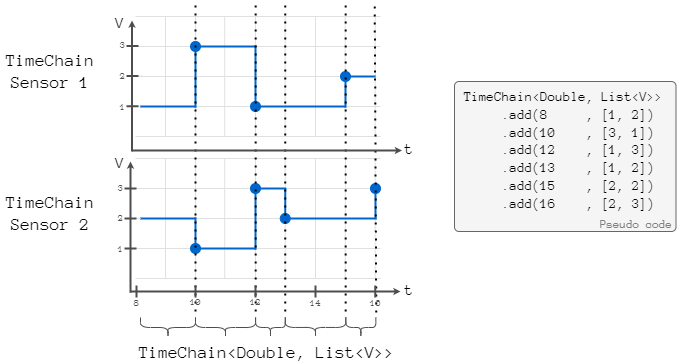 V
TimeChain
Sensor 1
3
2
1
t
V
TimeChain
Sensor 2
3
2
1
t
8
10
12
14
16
TimeChain<Double, List<V>>
TimeChain<Double, List<V>>
.add(8 , [1, 2])
.add(10 , [3, 1])
.add(12 , [1, 3])
.add(13 , [1, 2])
.add(15 , [2, 2])
.add(16 , [2, 3])
Pseudo code